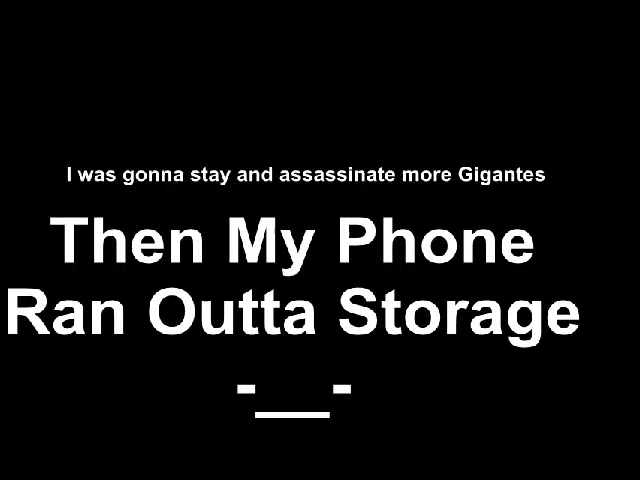 I was gonna stay and assassinate more Gigantes
Then My Phone
Ran Outta Storage
-__-